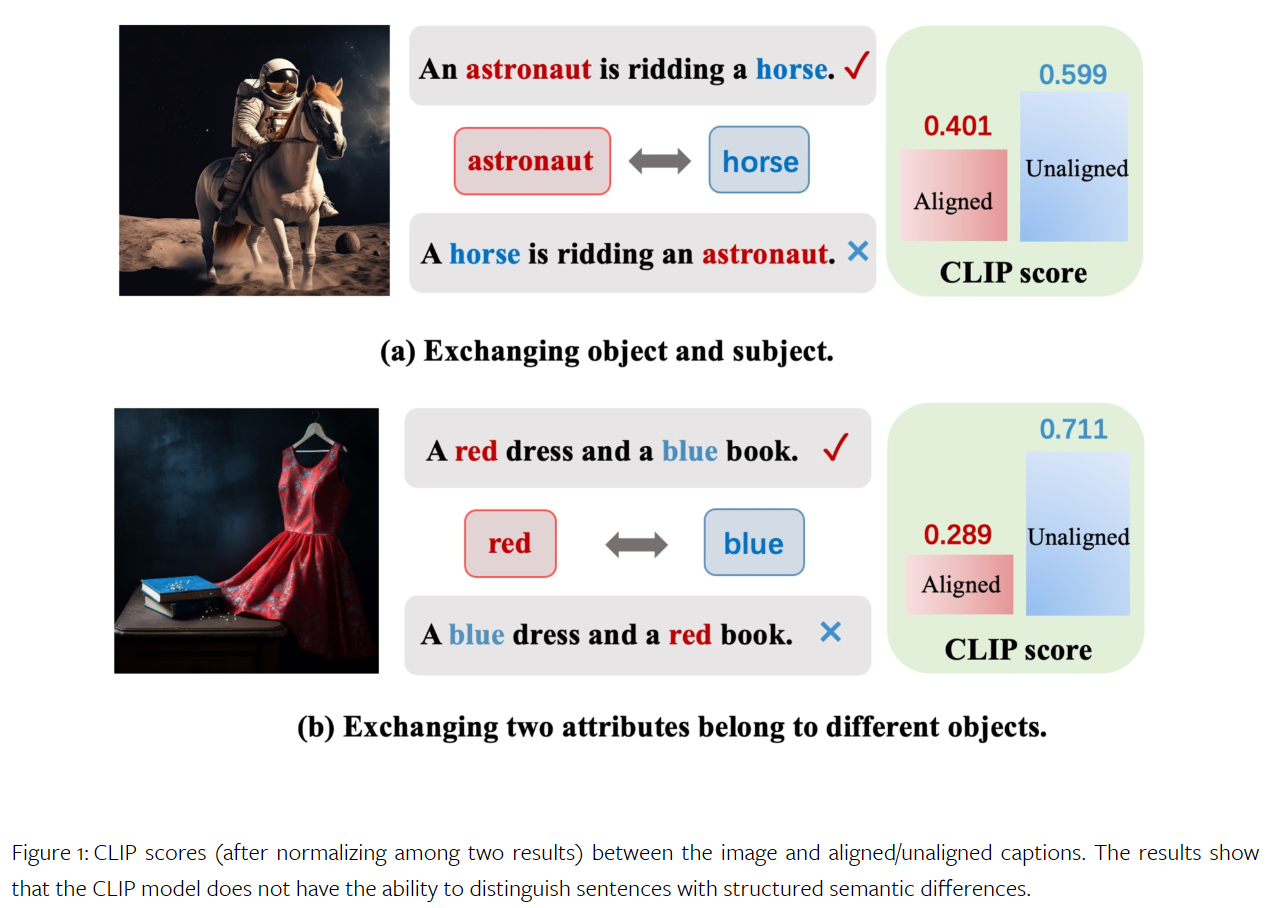 An astronaut is ridding a horse. ✓
astronaut ↔ horse
A horse is ridding an astronaut. ✕
0.401
0.599
Aligned
Unaligned
CLIP score
(a) Exchanging object and subject.
A red dress and a blue book. ✓
red ↔ blue
A blue dress and a red book. ✕
0.289
0.711
Aligned
Unaligned
CLIP score
(b) Exchanging two attributes belong to different objects.
Figure 1: CLIP scores (after normalizing among two results) between the image and aligned/unaligned captions. The results show
that the CLIP model does not have the ability to distinguish sentences with structured semantic differences.